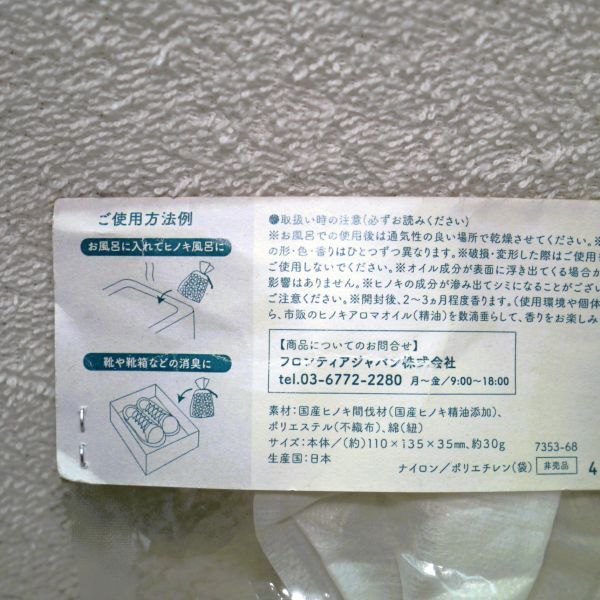 ご使用方法例
お風呂に入れてヒノキ風呂に
靴や靴箱などの消臭に
●取扱い時の注意(必ずお読みください)
※お風呂での使用後は通気性の良い場所で乾燥させてください。※
の形・色・香りはひとつずつ異なります。※破損・変形した際はご使用
ご使用しないでください。※オイル成分が表面に浮き出てくる場合が
影響はありません。※ヒノキの成分が滲み出てシミになることがござい
ご注意ください。※開封後、2〜3ヵ月程度香ります。(使用環境や個体
ら、市販のヒノキアロマオイル(精油)を数滴垂らして、香りをお楽しみ
【商品についてのお問合せ】
フロンティアジャパン株式会社
tel.03-6772-2280 月〜金/9:00〜18:00
素材:国産ヒノキ間伐材(国産ヒノキ精油添加)、
ポリエステル(不織布)、綿(紐)
サイズ:本体/(約)110×135×35mm、約30g
生産国:日本
7353-68
ナイロン/ポリエチレン(袋) 非売品 4